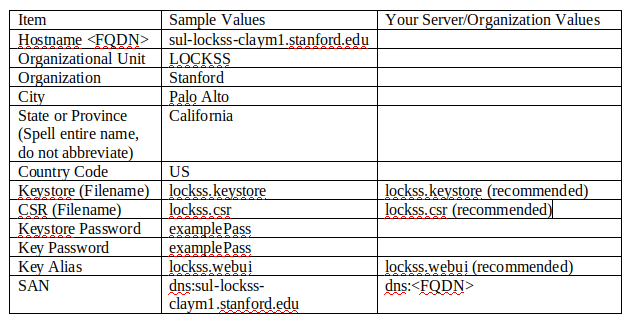 Item Sample Values Your Server/Organization Values
Hostname <FQDN> sul-lockss-claym1.stanford.edu
Organizational Unit LOCKSS
Organization Stanford
City Palo Alto
State or Province California
(Spell entire name,
do not abbreviate)
Country Code US
Keystore (Filename) lockss.keystore lockss.keystore (recommended)
CSR (Filename) lockss.csr lockss.csr (recommended)
Keystore Password examplePass
Key Password examplePass
Key Alias lockss.webui lockss.webui (recommended)
SAN dns:sul-lockss- dns:<FQDN>
claym1.stanford.edu